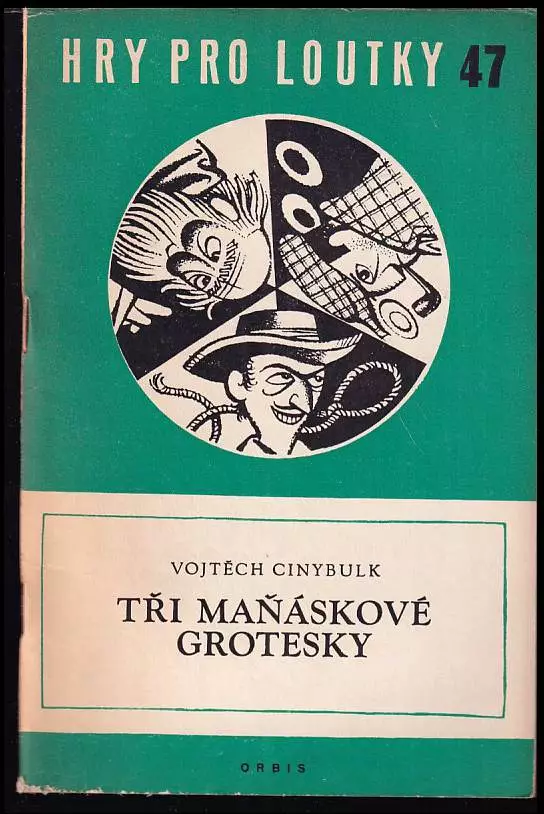 HRY PRO LOUTKY 47
VOJTĚCH CINYBULK
TŘI MAŇÁSKOVÉ
GROTESKY
ORBIS